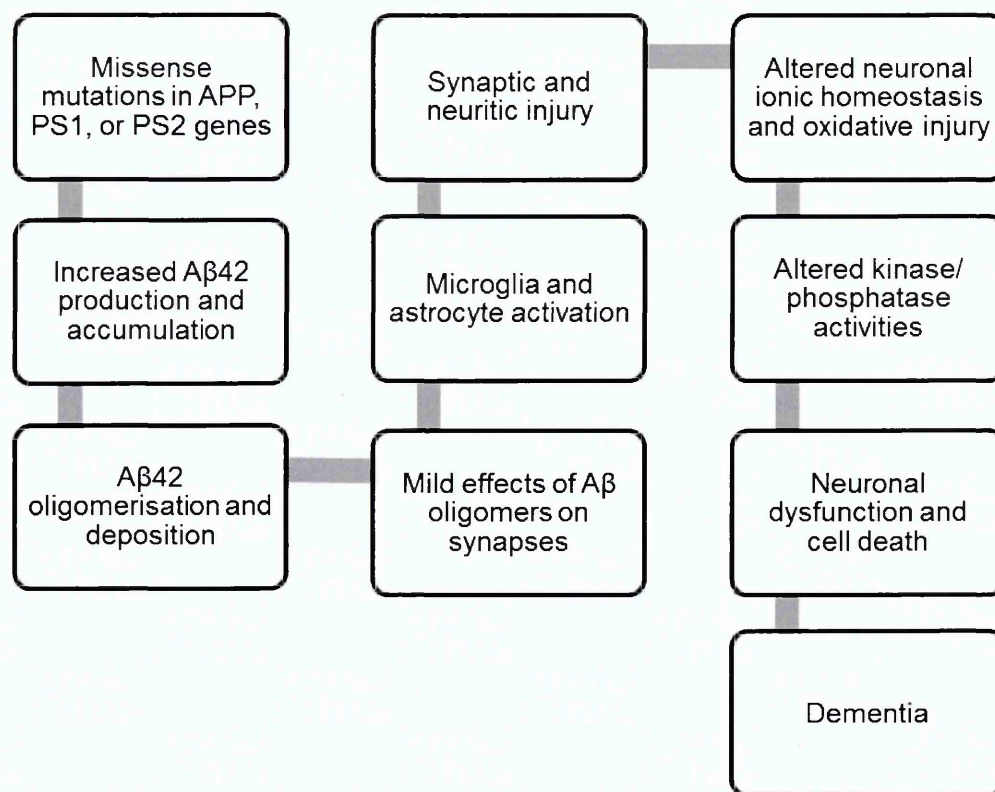 Missense
mutations in APP,
PS1, or PS2 genes
Increased Aβ42
production and
accumulation
Aβ42
oligomerisation and
deposition
Mild effects of Aβ
oligomers on
synapses
Microglia and
astrocyte activation
Synaptic and
neuritic injury
Altered neuronal
ionic homeostasis
and oxidative injury
Altered kinase/
phosphatase
activities
Neuronal
dysfunction and
cell death
Dementia